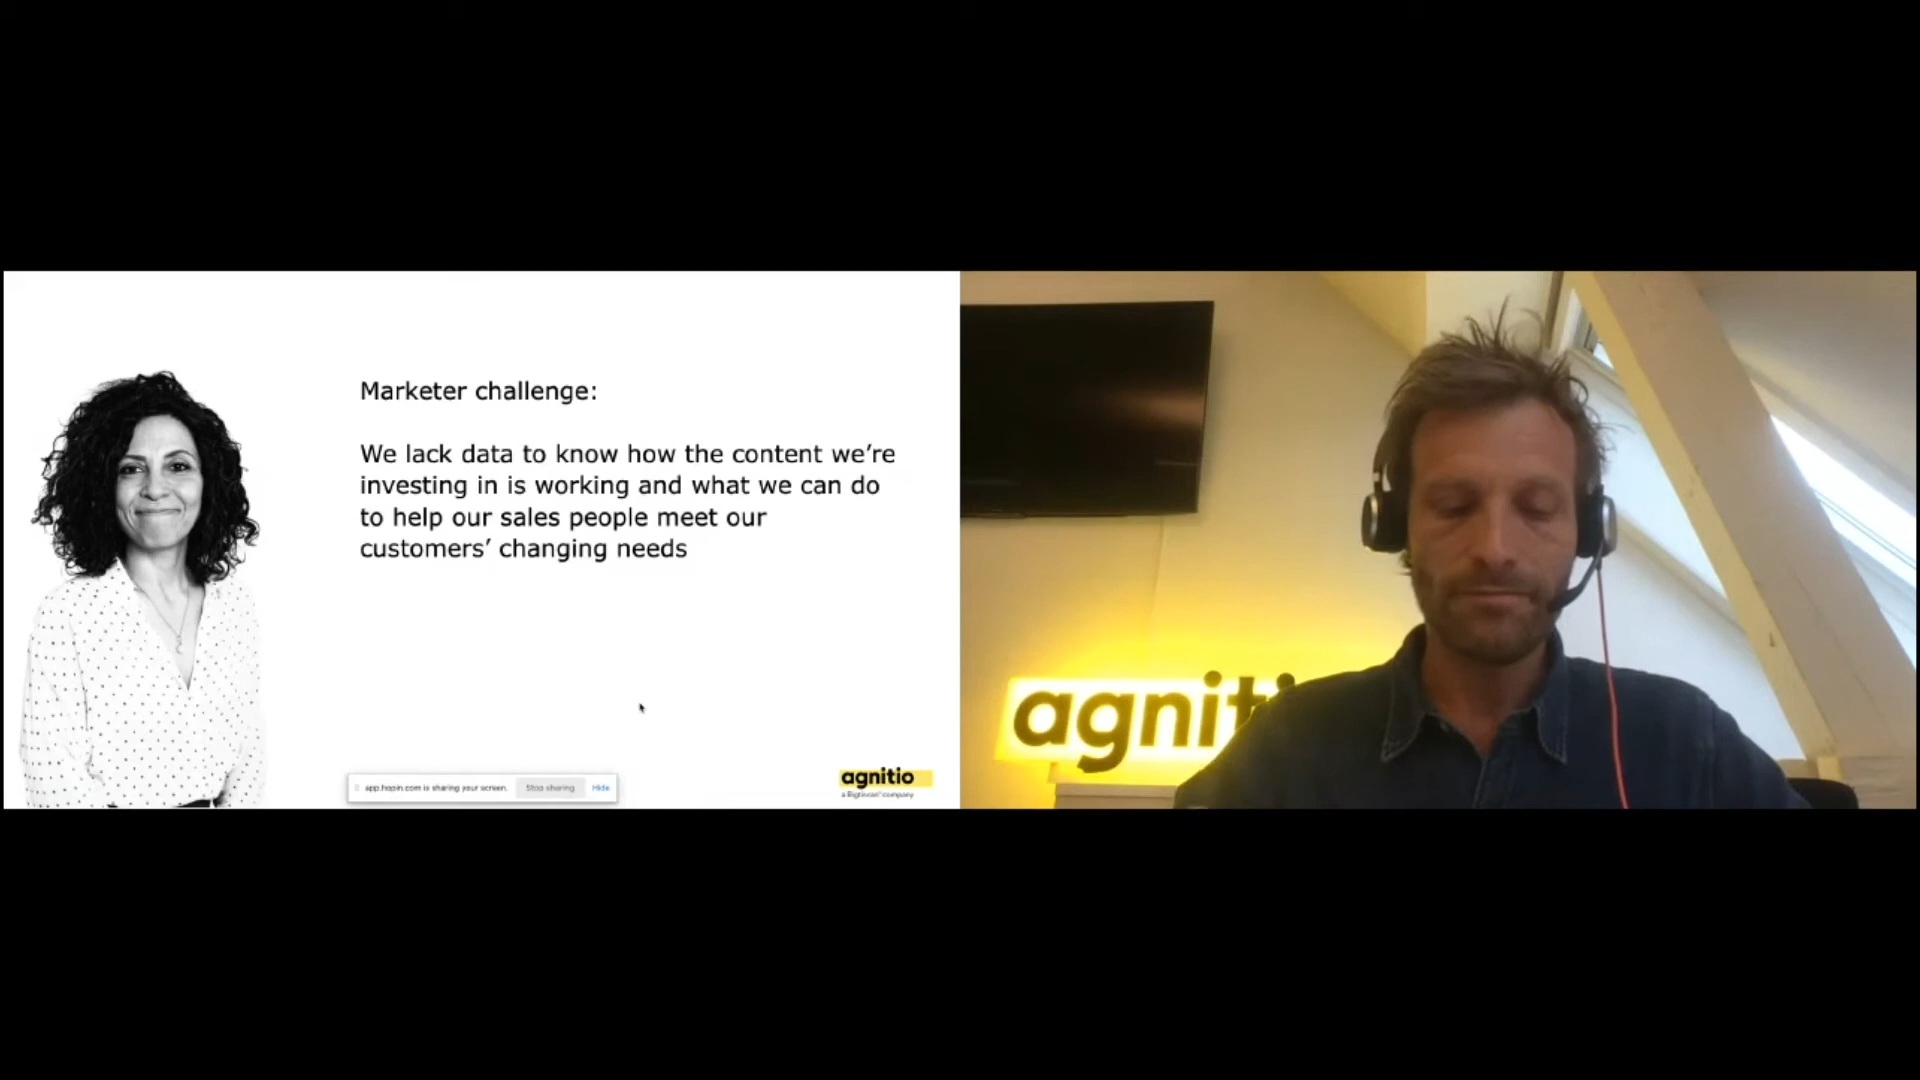 Marketer challenge:
We lack data to know how the content we’re
investing in is working and what we can do
to help our sales people meet our
customers’ changing needs
app.hopin.com is sharing your screen.
Stop sharing
Hide
agnitio
a Bigtincan company
agniti